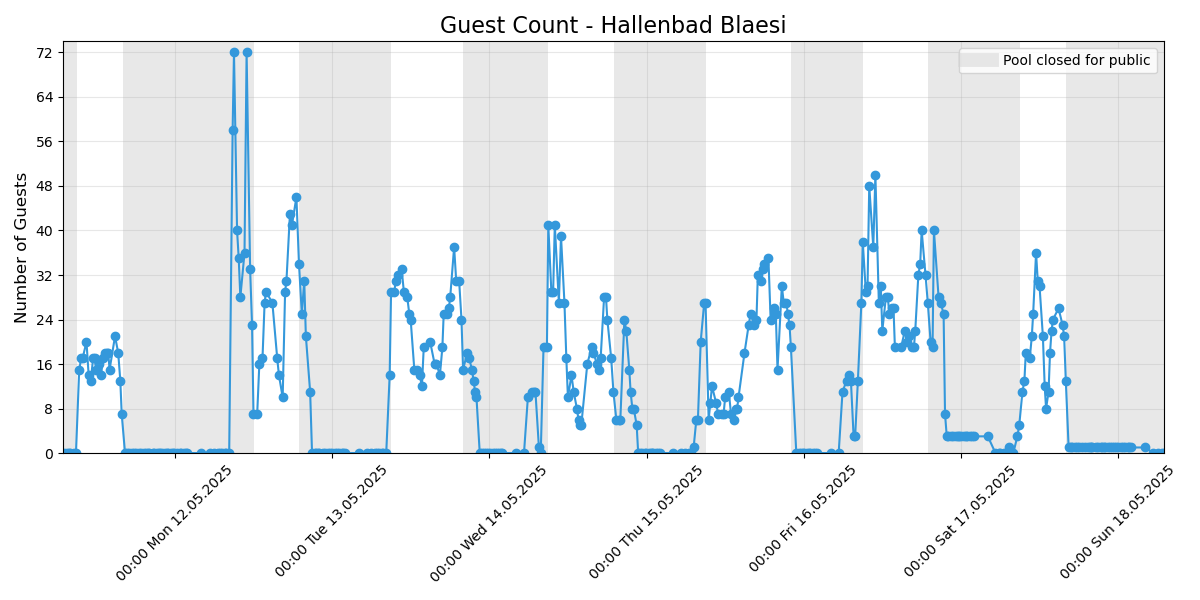 Guest Count - Hallenbad Blaesi
Pool closed for public
Number of Guests
72
64
56
48
40
32
24
16
8
0
00:00 Mon 12.05.2025
00:00 Tue 13.05.2025
00:00 Wed 14.05.2025
00:00 Thu 15.05.2025
00:00 Fri 16.05.2025
00:00 Sat 17.05.2025
00:00 Sun 18.05.2025